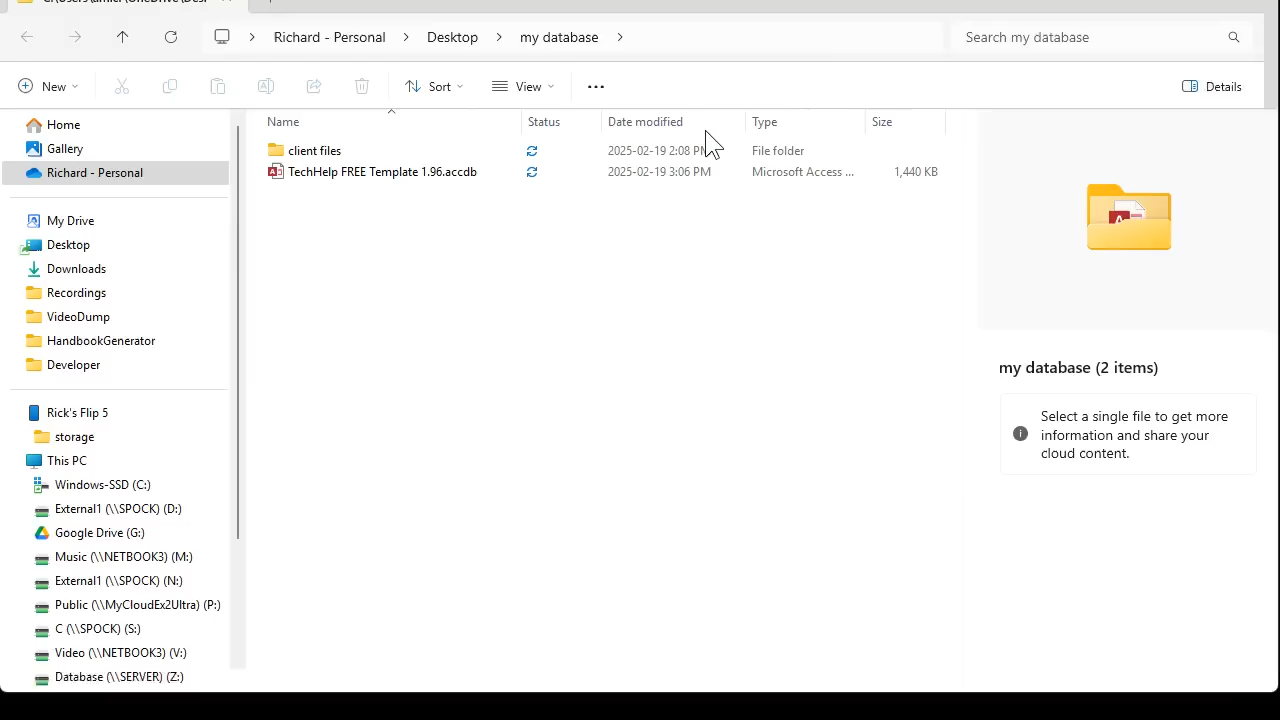 Richard - Personal > Desktop > my database >
Search my database
New
Sort
View
Details
Name
Status
Date modified
Type
Size
client files
2025-02-19 2:08
File folder
TechHelp FREE Template 1.96.accdb
2025-02-19 3:06 PM
Microsoft Access ...
1,440 KB
Home
Gallery
Richard - Personal
My Drive
Desktop
Downloads
Recordings
VideoDump
HandbookGenerator
Developer
Rick's Flip 5
storage
This PC
Windows-SSD (C:)
External1 (\\SPOCK) (D:)
Google Drive (G:)
Music (\\NETBOOK3) (M:)
External1 (\\SPOCK) (N:)
Public (\\MyCloudEx2Ultra) (P:)
C (\\SPOCK) (S:)
Video (\\NETBOOK3) (V:)
Database (\\SERVER) (Z:)
my database (2 items)
Select a single file to get more
information and share your
cloud content.